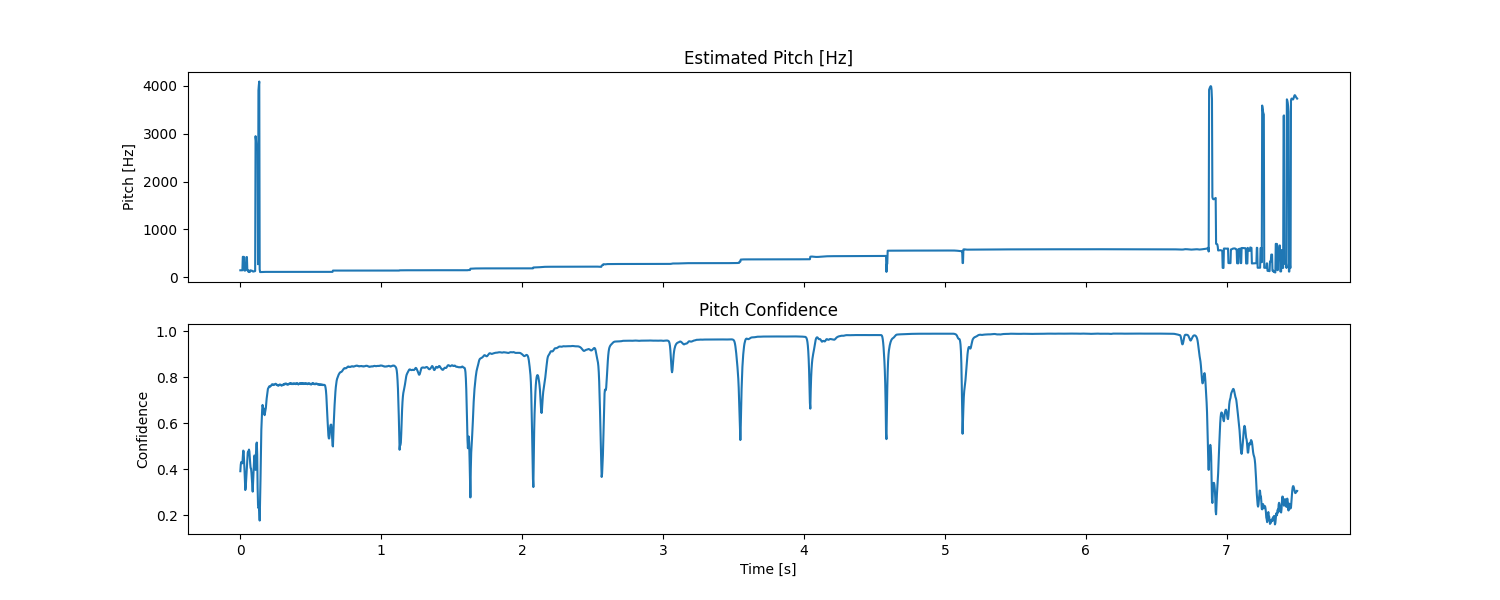 Estimated Pitch [Hz]
Pitch [Hz]
4000
3000
2000
1000
0
Pitch Confidence
Confidence
1.0
0.8
0.6
0.4
0.2
0 1 2 3 4 5 6 7
Time [s]